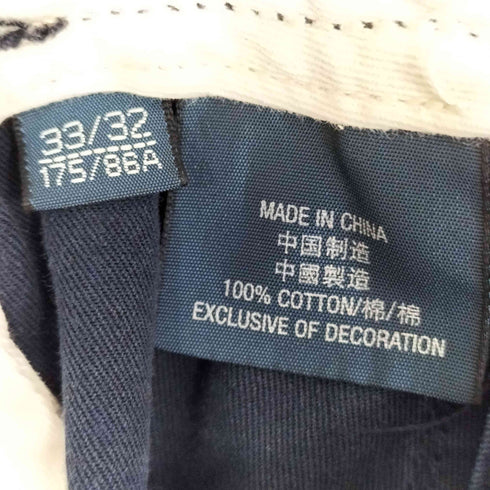 33/32
175/86A
MADE IN CHINA
中国制造
中國製造
100% COTTON/棉/棉
EXCLUSIVE OF DECORATION